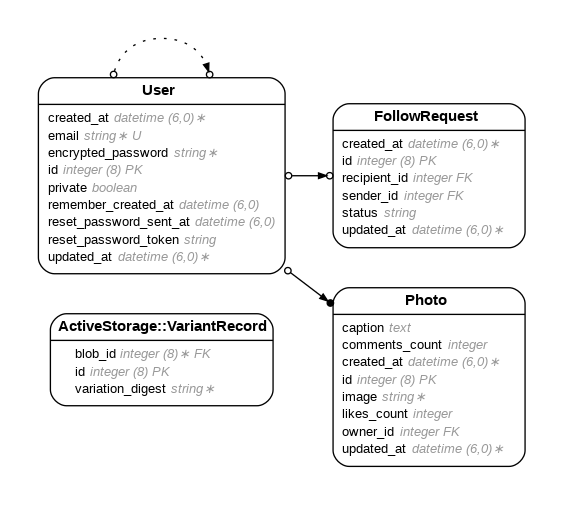 User
created_at datetime (6,0)∗
email string∗ U
encrypted_password string∗
id integer (8) PK
private boolean
remember_created_at datetime (6,0)
reset_password_sent_at datetime (6,0)
reset_password_token string
updated_at datetime (6,0)∗
FollowRequest
created_at datetime (6,0)∗
id integer (8) PK
recipient_id integer FK
sender_id integer FK
status string
updated_at datetime (6,0)∗
ActiveStorage::VariantRecord
blob_id integer (8)∗ FK
id integer (8) PK
variation_digest string∗
Photo
caption text
comments_count integer
created_at datetime (6,0)∗
id integer (8) PK
image string∗
likes_count integer
owner_id integer FK
updated_at datetime (6,0)∗